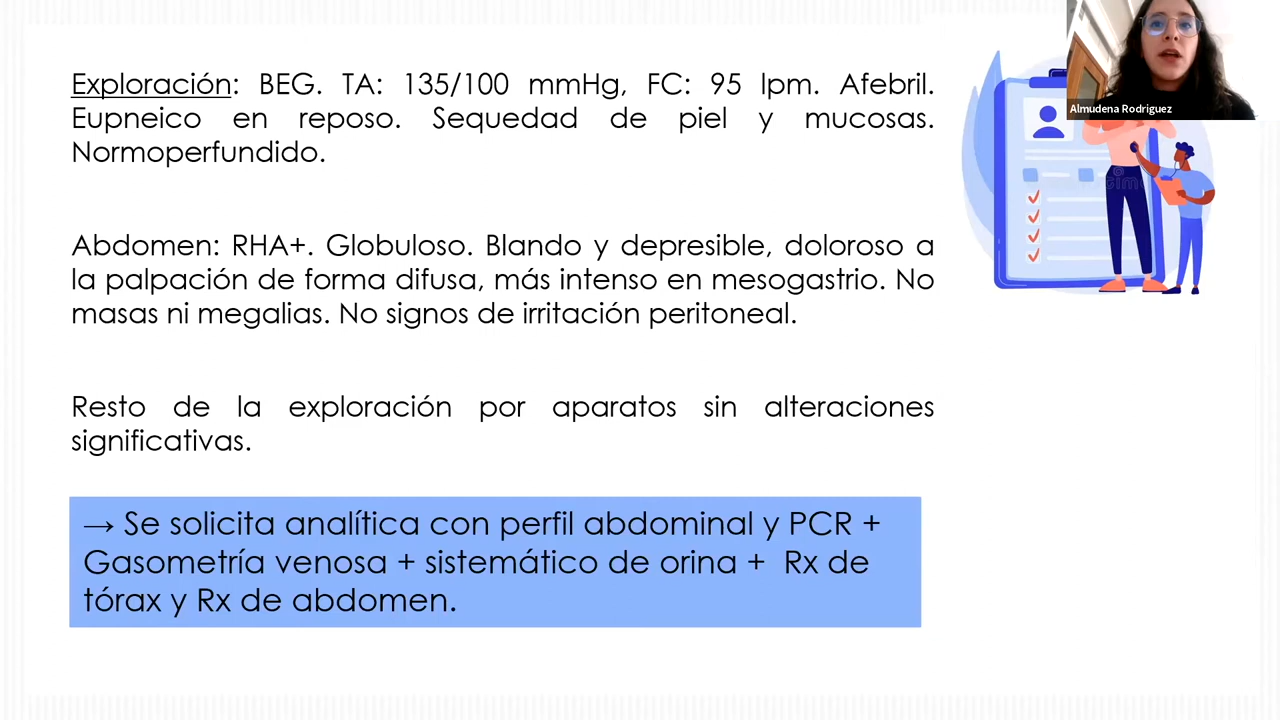 Exploración: BEG. TA: 135/100 mmHg, FC: 95 lpm. Afebril.
Eupneico en reposo. Sequedad de piel y mucosas.
Normoperfundido.
Abdomen: RHA+. Globuloso. Blando y depresible, doloroso a
la palpación de forma difusa, más intenso en mesogastrio. No
masas ni megalias. No signos de irritación peritoneal.
Resto de la exploración por aparatos sin alteraciones
significativas.
→ Se solicita analítica con perfil abdominal y PCR +
Gasometría venosa + sistemático de orina + Rx de
tórax y Rx de abdomen.
Almudena Rodriguez